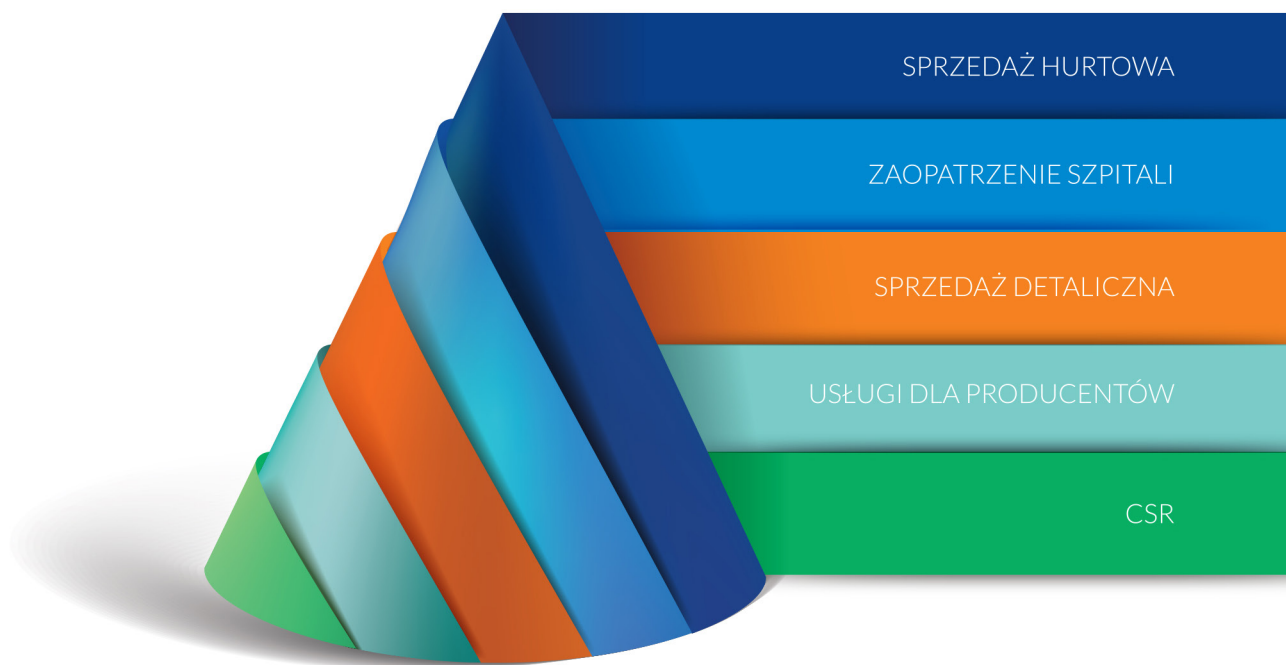 SPRZEDAŻ HURTOWA
ZAOPATRZENIE SZPITALI
SPRZEDAŻ DETALICZNA
USŁUGI DLA PRODUCENTÓW
CSR